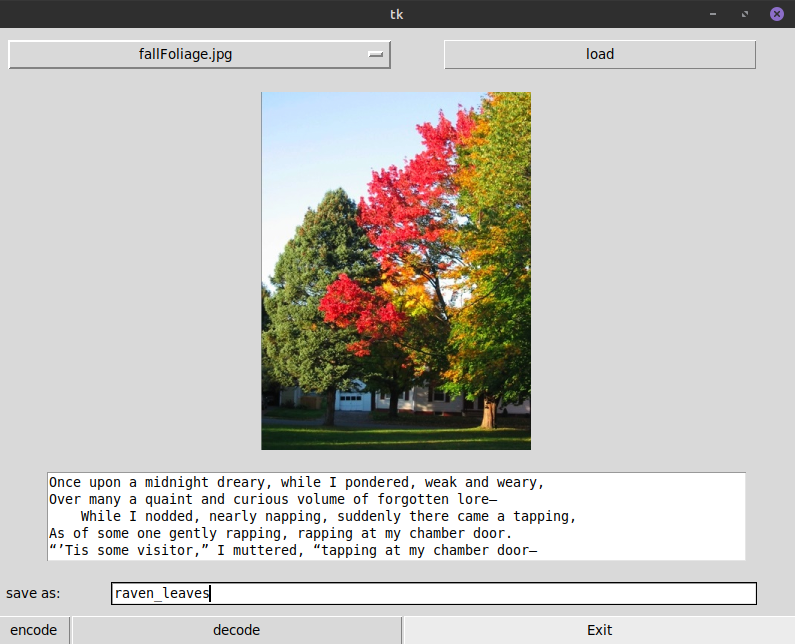 tk
fallFoliage.jpg load
Once upon a midnight dreary, while I pondered, weak and weary,
Over many a quaint and curious volume of forgotten lore—
    While I nodded, nearly napping, suddenly there came a tapping,
As of some one gently rapping, rapping at my chamber door.
“’Tis some visitor,” I muttered, “tapping at my chamber door—
save as: raven_leaves
encode decode Exit